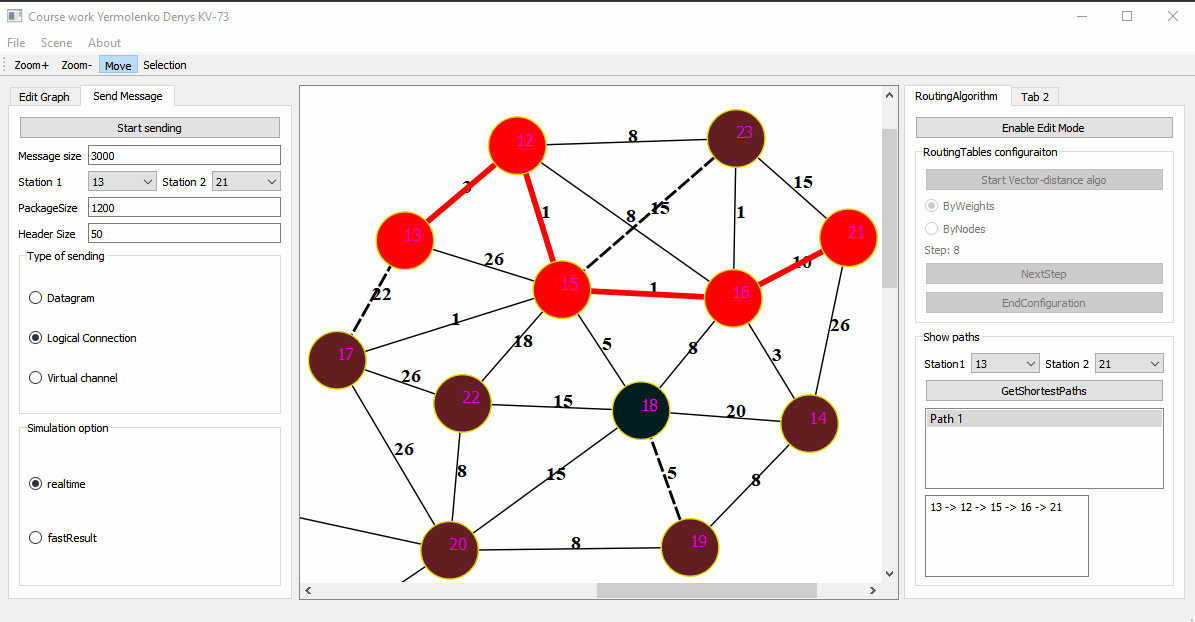 Course work Yermolenko Denys KV-73
File Scene About
Zoom+ Zoom- Move Selection
Edit Graph Send Message
Start sending
Message size 3000
Station 1 13 Station 2 21
PackageSize 1200
Header Size 50
Type of sending
Datagram
Logical Connection
Virtual channel
Simulation option
realtime
fastResult
12 8 23
15
3 1 8 15 1
13 26 21
10
15 1 16
22
1 18 5 8 3 26
17 26
22 15 18 20 14
26 8 15 5 8
20 8 19
RoutingAlgorithm Tab 2
Enable Edit Mode
RoutingTables configuraiton
Start Vector-distance algo
ByWeights
ByNodes
Step: 8
NextStep
EndConfiguration
Show paths
Station1 13 Station 2 21
GetShortestPaths
Path 1
13 -> 12 -> 15 -> 16 -> 21